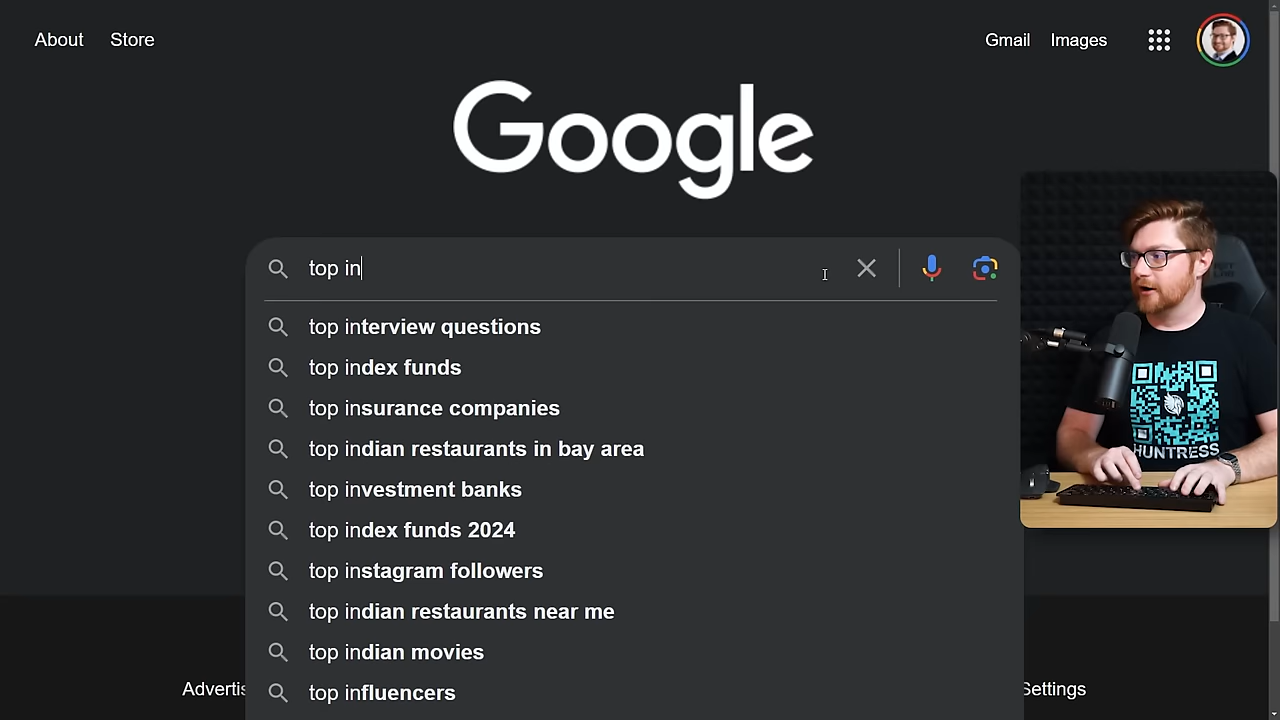 About Store Gmail Images
Google
top in
top interview questions
top index funds
top insurance companies
top indian restaurants in bay area
top investment banks
top index funds 2024
top instagram followers
top indian restaurants near me
top indian movies
top influencers
HUNTRESS
Advertis Settings